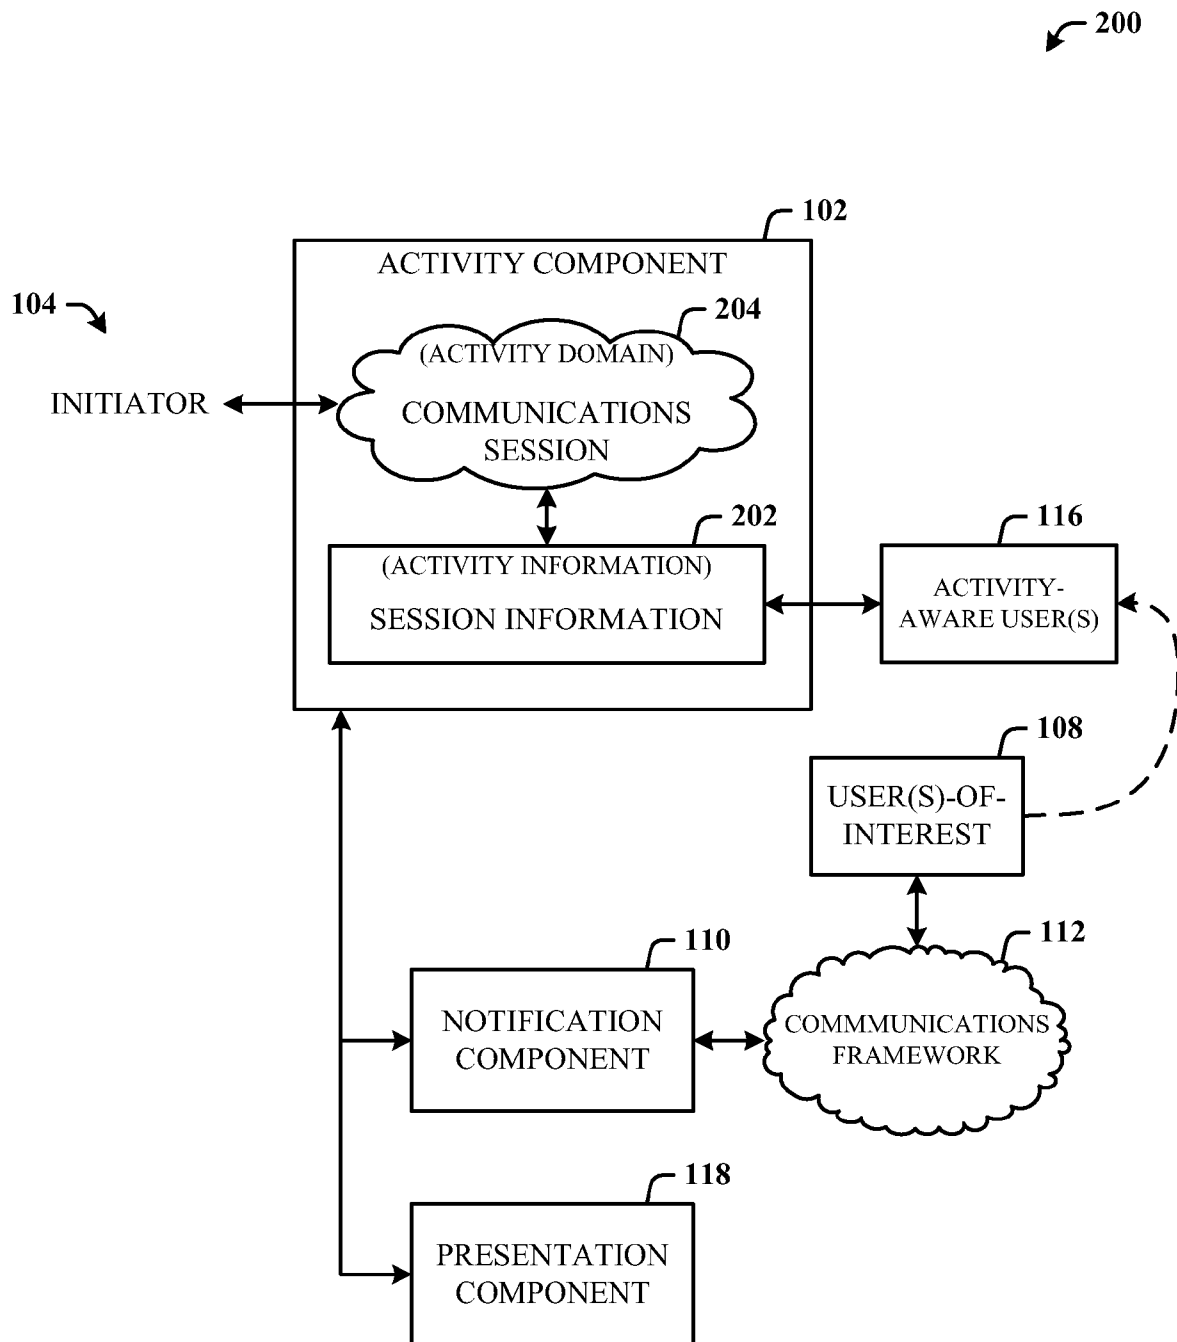 200
102
ACTIVITY COMPONENT
104
204
(ACTIVITY DOMAIN)
INITIATOR
COMMUNICATIONS
SESSION
202
116
(ACTIVITY INFORMATION)
SESSION INFORMATION
ACTIVITY-
AWARE USER(S)
108
USER(S)-OF-
INTEREST
110
112
NOTIFICATION
COMPONENT
COMMMUNICATIONS
FRAMEWORK
118
PRESENTATION
COMPONENT